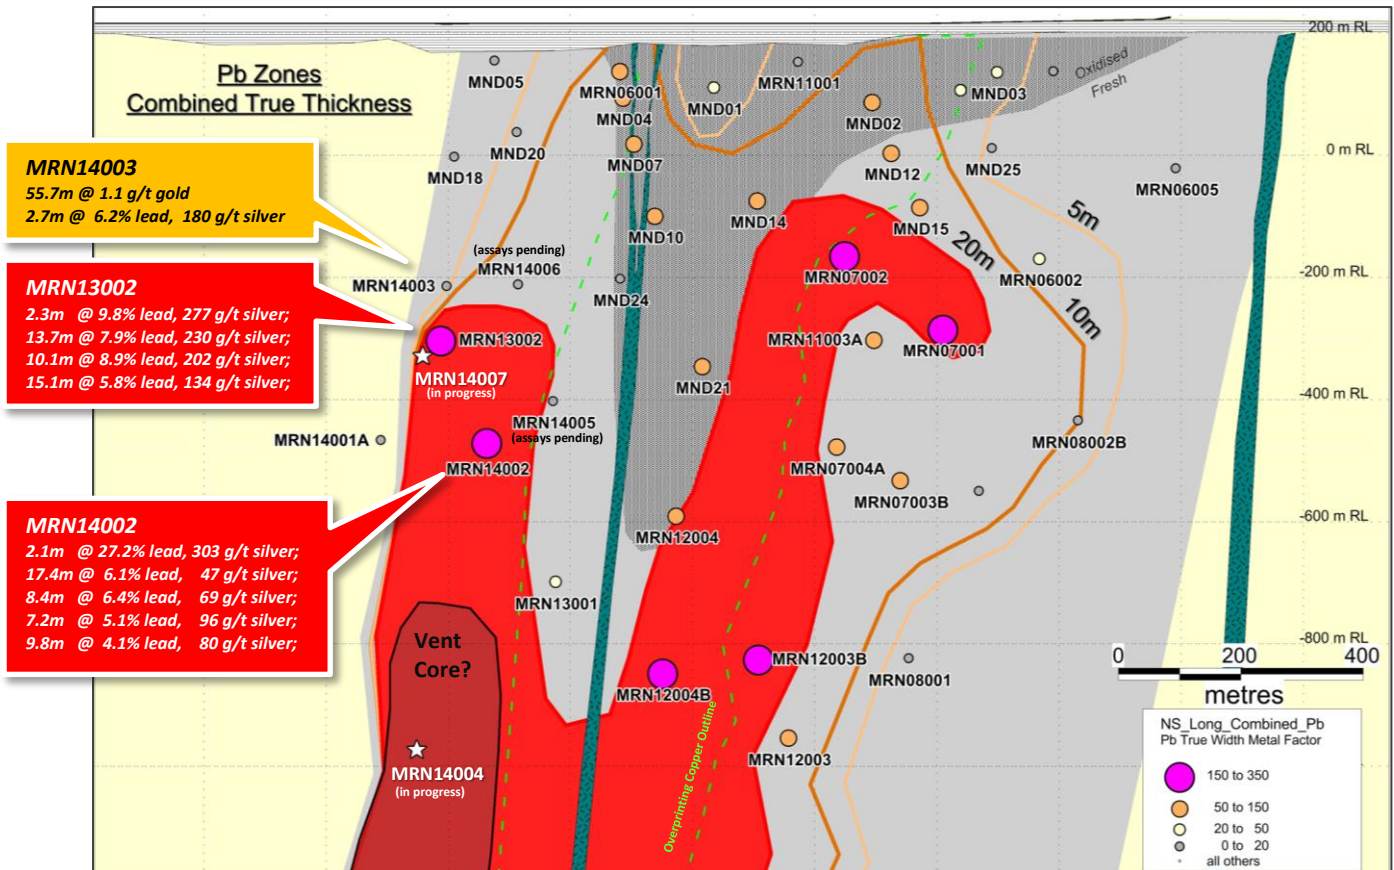 200 m RL
Pb Zones
Combined True Thickness
MND05
MRN06001
MND04
MND01
MRN11001
MND03
Oxidised
Fresh
MND02
MND20
MND18
MND07
MND12
MND25
0 m RL
MRN06005
MRN14003
55.7m @ 1.1 g/t gold
2.7m @ 6.2% lead, 180 g/t silver
MND10
MND14
MND15
5m
20m
10m
(assays pending)
MRN14006
MRN14003
MND24
MRN07002
MRN06002
-200 m RL
MRN13002
2.3m @ 9.8% lead, 277 g/t silver;
13.7m @ 7.9% lead, 230 g/t silver;
10.1m @ 8.9% lead, 202 g/t silver;
15.1m @ 5.8% lead, 134 g/t silver;
MRN13002
MRN11003A
MRN07001
MRN14007
(in progress)
MND21
-400 m RL
MRN14001A
MRN14005
(assays pending)
MRN14002
MRN08002B
MRN07004A
MRN07003B
MRN14002
2.1m @ 27.2% lead, 303 g/t silver;
17.4m @ 6.1% lead, 47 g/t silver;
8.4m @ 6.4% lead, 69 g/t silver;
7.2m @ 5.1% lead, 96 g/t silver;
9.8m @ 4.1% lead, 80 g/t silver;
MRN12004
-600 m RL
MRN13001
Vent
Core?
-800 m RL
MRN12003B
MRN12004B
MRN08001
0 200 400
metres
Overprinting Copper Outline
MRN12003
MRN14004
(in progress)
NS_Long_Combined_Pb
Pb True Width Metal Factor
150 to 350
50 to 150
20 to 50
0 to 20
all others